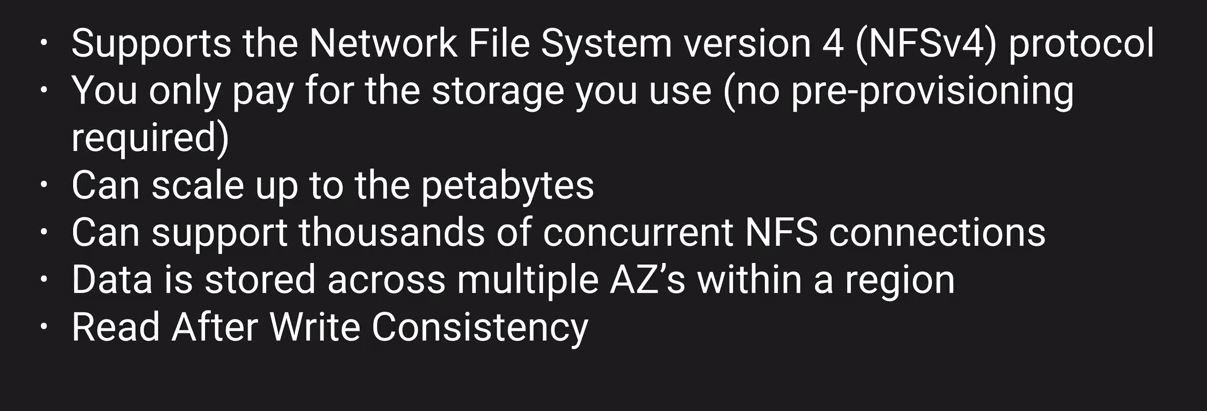 • Supports the Network File System version 4 (NFSv4) protocol
• You only pay for the storage you use (no pre-provisioning
required)
• Can scale up to the petabytes
• Can support thousands of concurrent NFS connections
• Data is stored across multiple AZ’s within a region
• Read After Write Consistency